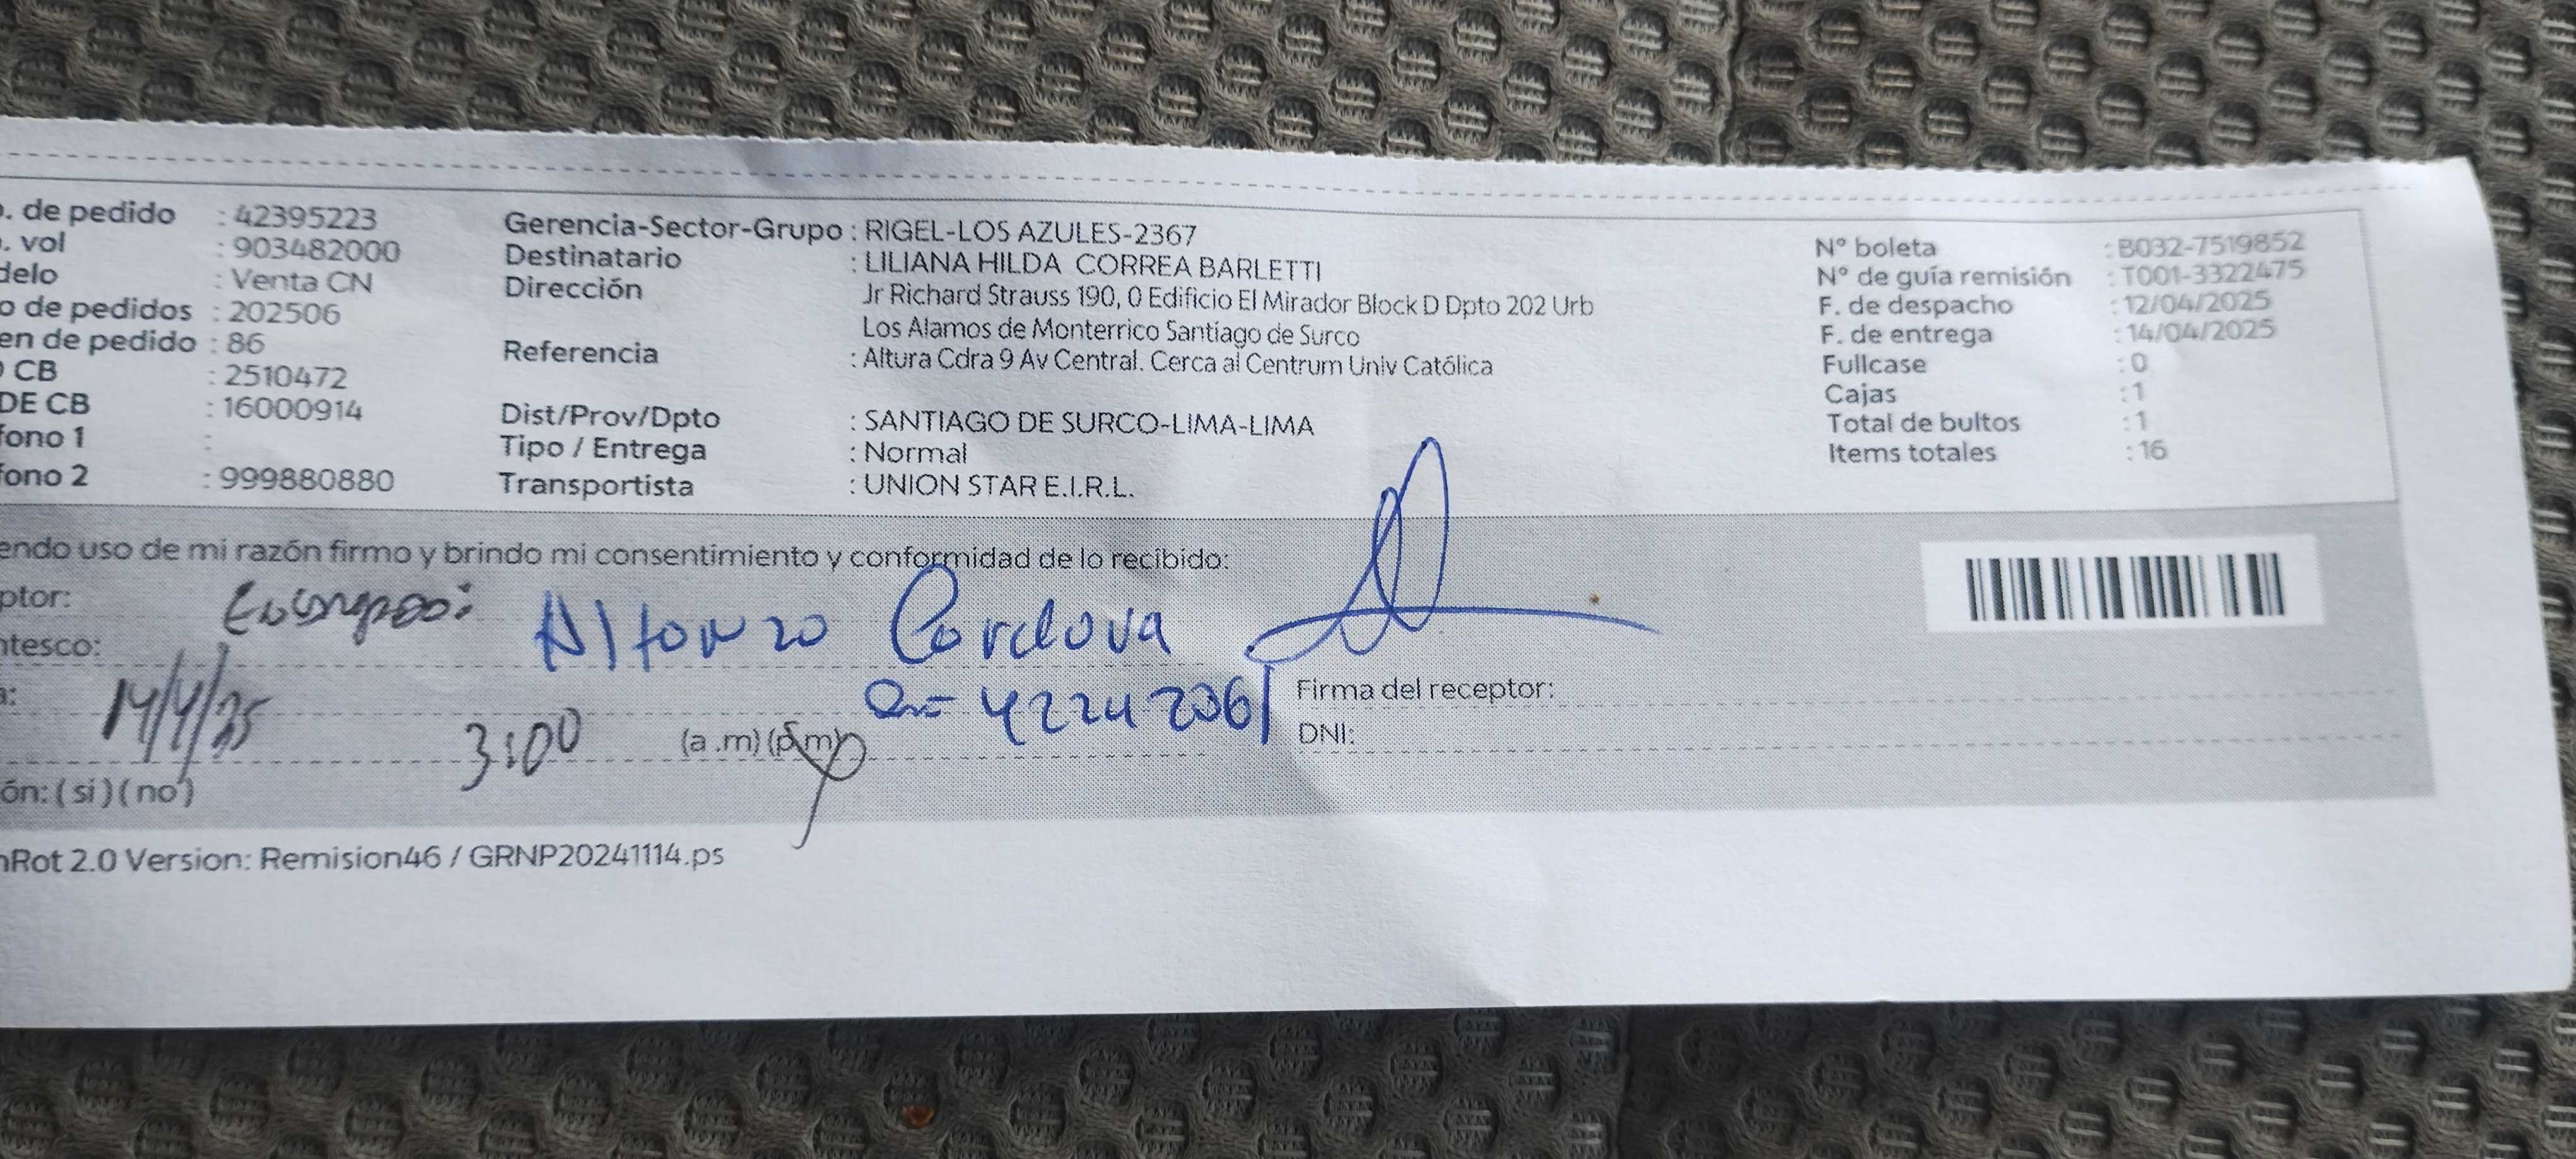 . de pedido : 42395223
. vol : 903482000
delo : Venta CN
o de pedidos : 202506
en de pedido : 86
CB : 2510472
DE CB : 16000914
fono 1 :
fono 2 : 999880880
Gerencia-Sector-Grupo : RIGEL-LOS AZULES-2367
Destinatario : LILIANA HILDA CORREA BARLETTI
Dirección Jr Richard Strauss 190, 0 Edificio El Mirador Block D Dpto 202 Urb
Los Alamos de Monterrico Santiago de Surco
Referencia : Altura Cdra 9 Av Central. Cerca al Centrum Univ Católica
Dist/Prov/Dpto : SANTIAGO DE SURCO-LIMA-LIMA
Tipo / Entrega : Normal
Transportista : UNION STAR E.I.R.L.
N° boleta : B032-7519852
N° de guía remisión : T001-3322475
F. de despacho : 12/04/2025
F. de entrega : 14/04/2025
Fullcase : 0
Cajas : 1
Total de bultos : 1
Items totales : 16
endo uso de mi razón firmo y brindo mi consentimiento y conformidad de lo recibido:
ptor: Alfonzo Cordova
ntesco:
a: 14/4/25 3:00 (a .m) (p.m) 42242061
Firma del receptor:
DNI:
ón: ( si ) ( no )
nRot 2.0 Version: Remision46 / GRNP20241114.ps